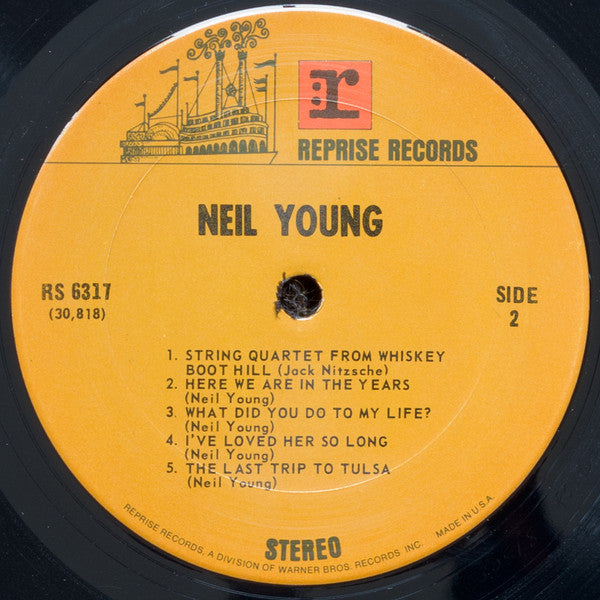 :r
REPRISE RECORDS
NEIL YOUNG
RS 6317
(30,818)
SIDE
2
1. STRING QUARTET FROM WHISKEY
BOOT HILL (Jack Nitzsche)
2. HERE WE ARE IN THE YEARS
(Neil Young)
3. WHAT DID YOU DO TO MY LIFE?
(Neil Young)
4. I'VE LOVED HER SO LONG
(Neil Young)
5. THE LAST TRIP TO TULSA
(Neil Young)
STEREO
REPRISE RECORDS, A DIVISION OF WARNER BROS. RECORDS INC. MADE IN U.S.A.